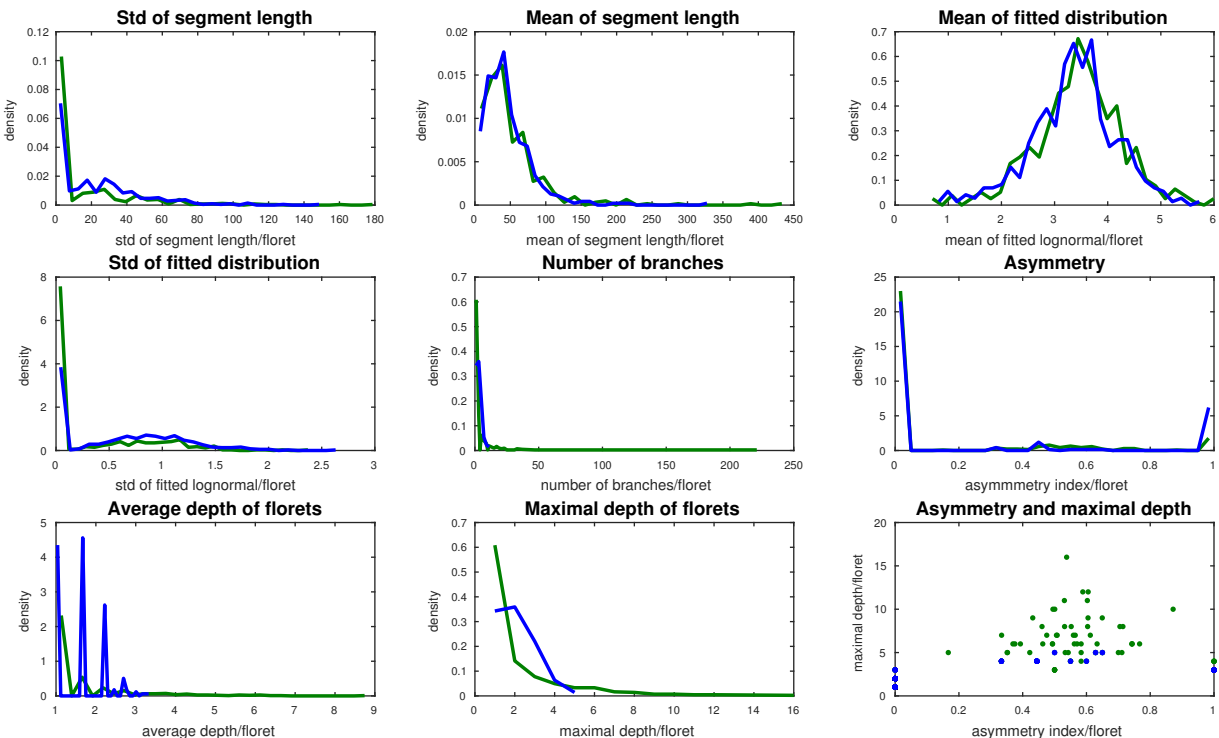 Std of segment length
0.12
0.1
0.08
0.06
0.04
0.02
0
density
0 20 40 60 80 100 120 140 160 180
std of segment length/floret
Mean of segment length
0.02
0.015
0.01
0.005
0
density
0 50 100 150 200 250 300 350 400 450
mean of segment length/floret
Mean of fitted distribution
0.7
0.6
0.5
0.4
0.3
0.2
0.1
0
density
0 1 2 3 4 5 6
mean of fitted lognormal/floret
Std of fitted distribution
8
6
4
2
0
density
0 0.5 1 1.5 2 2.5 3
std of fitted lognormal/floret
Number of branches
0.7
0.6
0.5
0.4
0.3
0.2
0.1
0
density
0 50 100 150 200 250
number of branches/floret
Asymmetry
25
20
15
10
5
0
density
0 0.2 0.4 0.6 0.8 1
asymmmetry index/floret
Average depth of florets
5
4
3
2
1
0
density
1 2 3 4 5 6 7 8 9
average depth/floret
Maximal depth of florets
0.7
0.6
0.5
0.4
0.3
0.2
0.1
0
density
0 2 4 6 8 10 12 14 16
maximal depth/floret
Asymmetry and maximal depth
20
15
10
5
0
maximal depth/floret
0 0.2 0.4 0.6 0.8 1
asymmetry index/floret